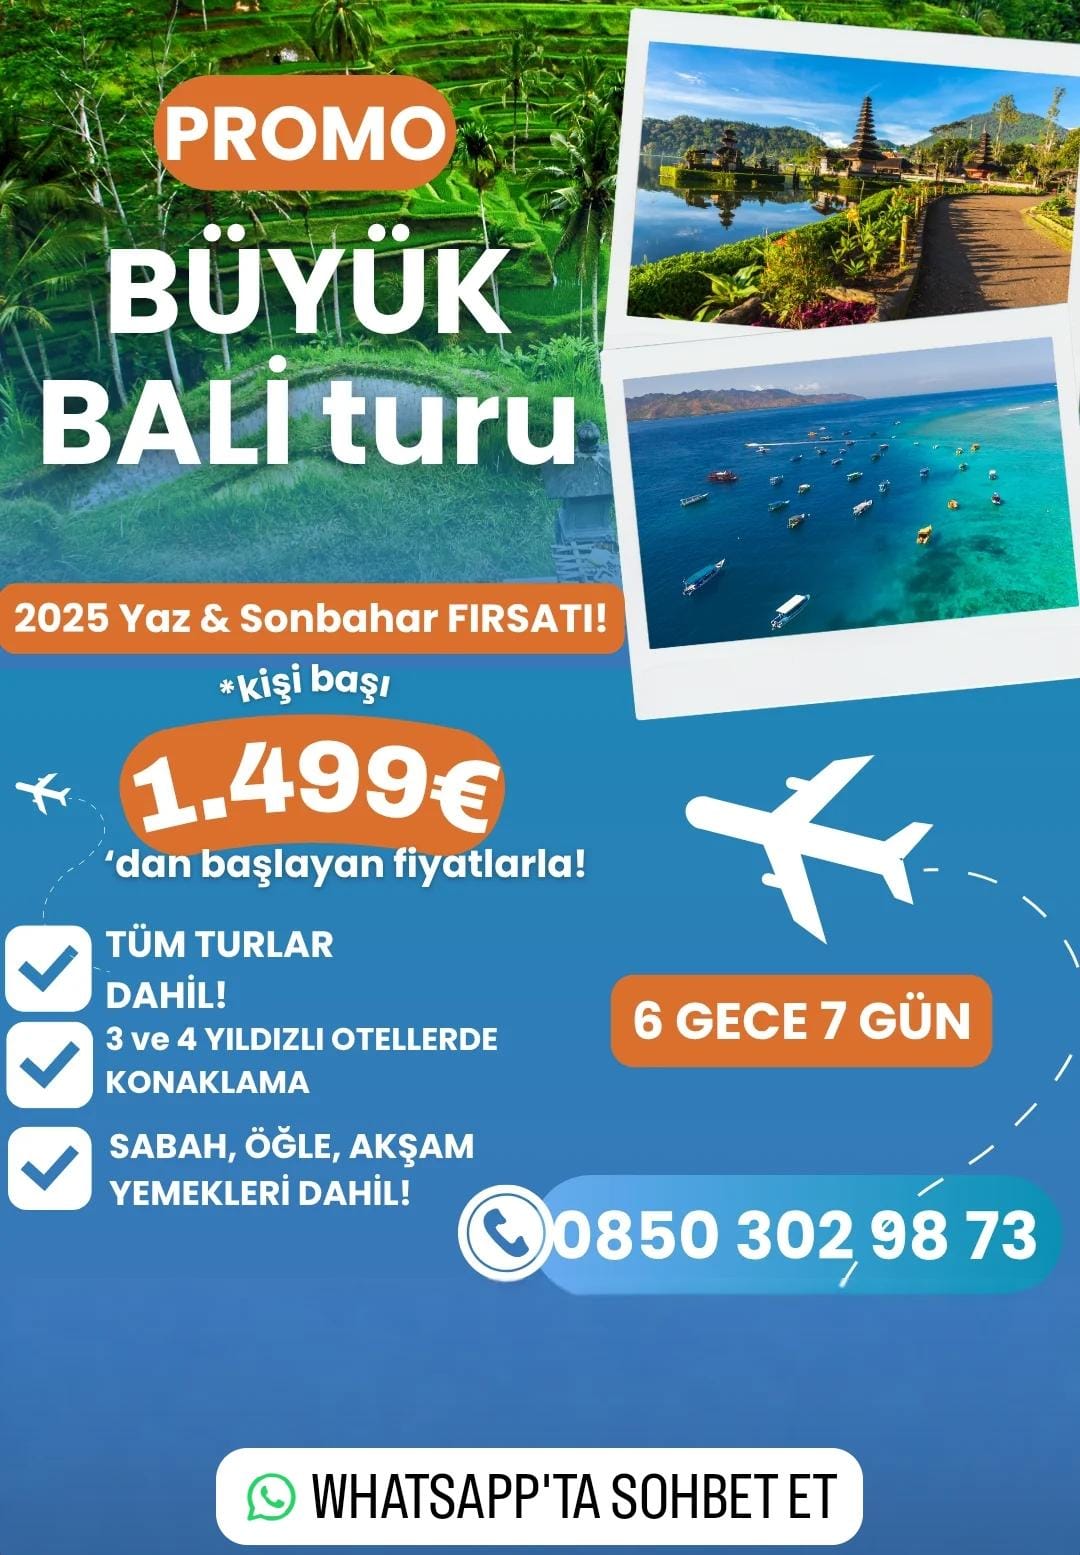 PROMO
BÜYÜK
BALİ turu
2025 Yaz & Sonbahar FIRSATI!
*kişi başı
1.499€
‘dan başlayan fiyatlarla!
TÜM TURLAR
DAHİL!
3 ve 4 YILDIZLI OTELLERDE
KONAKLAMA
SABAH, ÖĞLE, AKŞAM
YEMEKLERİ DAHİL!
6 GECE 7 GÜN
0850 302 98 73
WHATSAPP'TA SOHBET ET